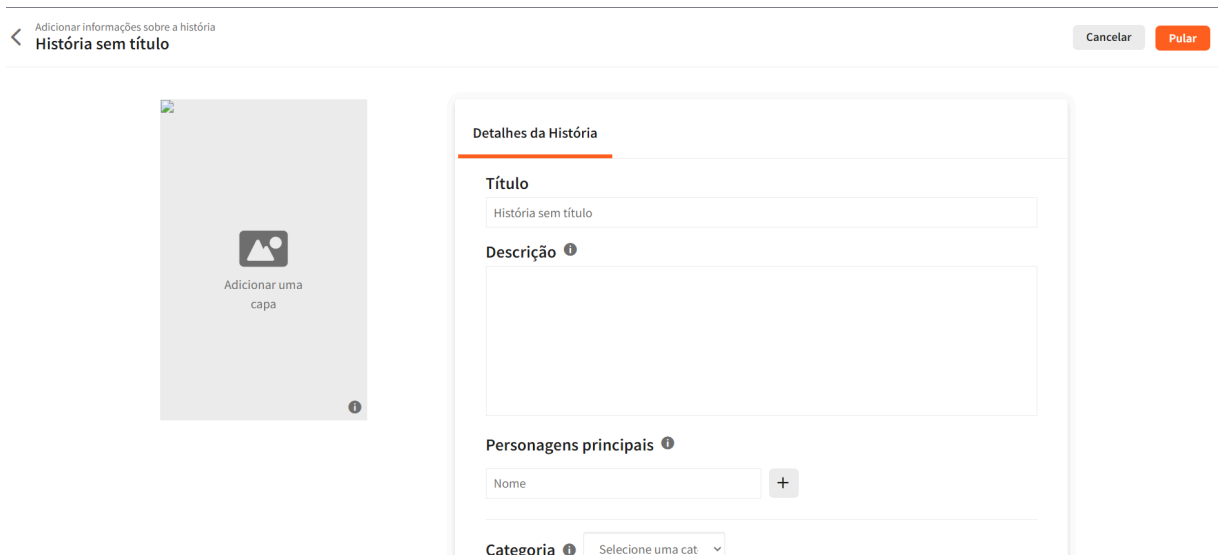 Adicionar informações sobre a história
História sem título
Cancelar
Pular
Adicionar uma
capa
Detalhes da História
Título
História sem título
Descrição
Personagens principais
Nome
+
Categoria
Selecione uma cat